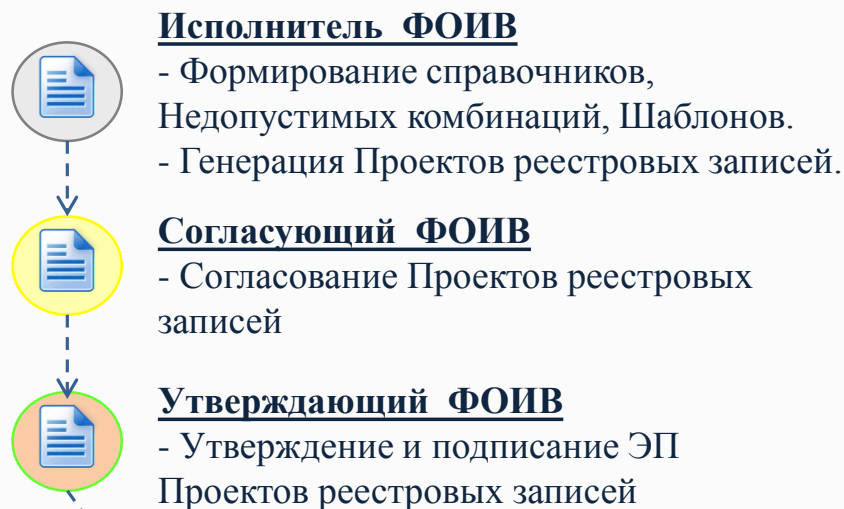 Исполнитель ФОИВ
- Формирование справочников,
Недопустимых комбинаций, Шаблонов.
- Генерация Проектов реестровых записей.
Согласующий ФОИВ
- Согласование Проектов реестровых
записей
Утверждающий ФОИВ
- Утверждение и подписание ЭП
Проектов реестровых записей